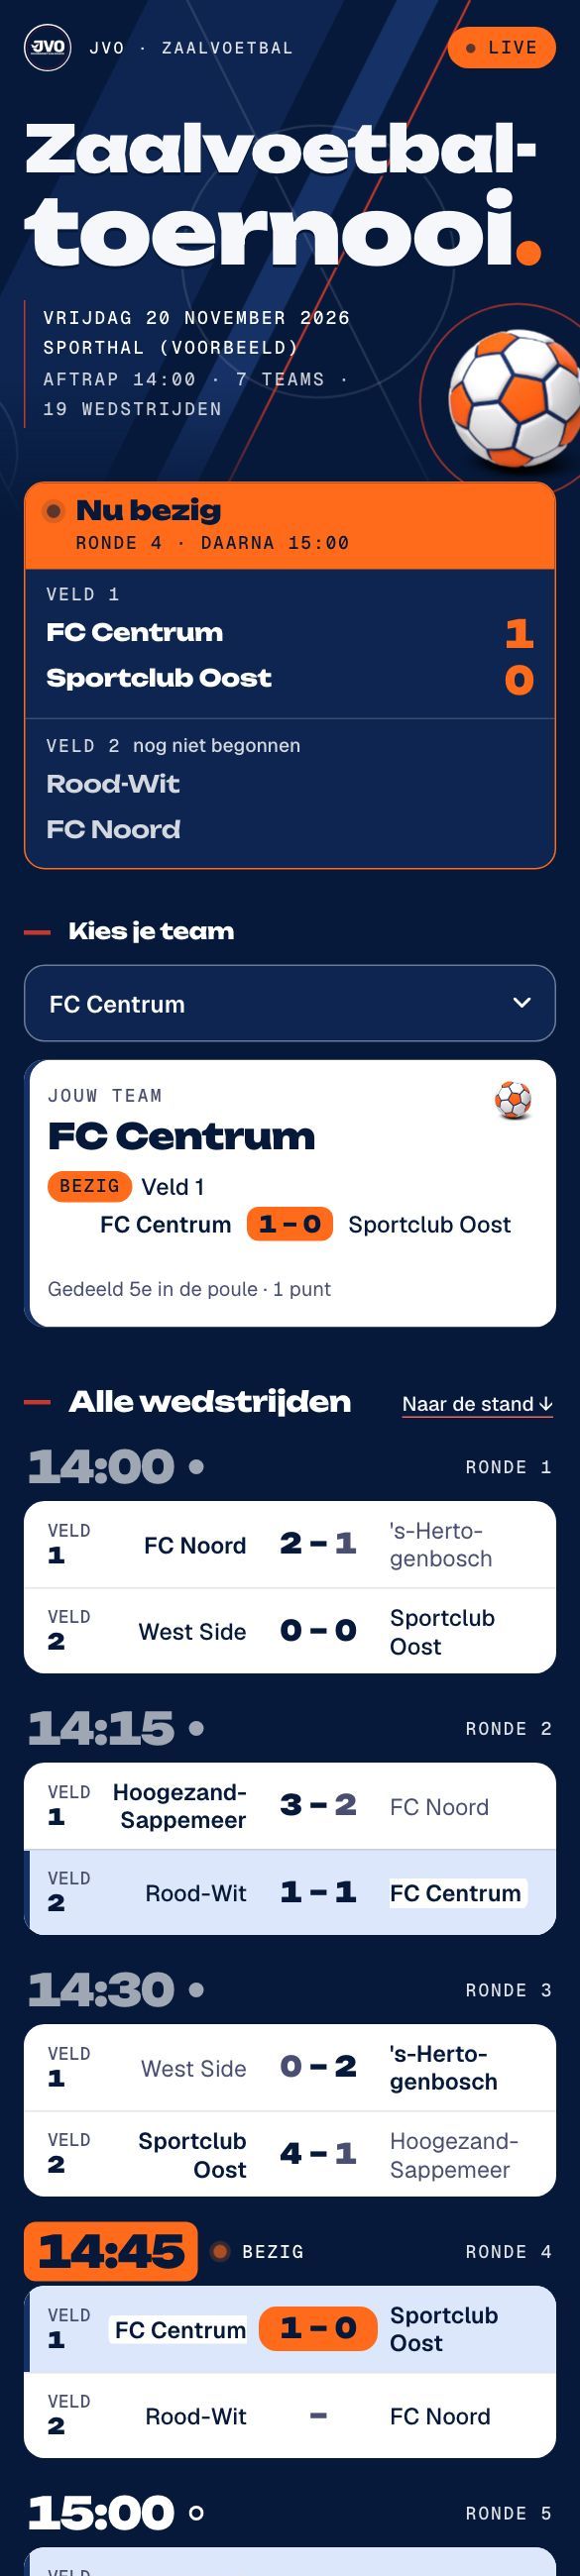 JVO
JVO · ZAALVOETBAL
LIVE
Zaalvoetbal-
toernooi.
VRIJDAG 20 NOVEMBER 2026
SPORTHAL (VOORBEELD)
AFTRAP 14:00 · 7 TEAMS ·
19 WEDSTRIJDEN
Nu bezig
RONDE 4 · DAARNA 15:00
VELD 1
FC Centrum 1
Sportclub Oost 0
VELD 2 nog niet begonnen
Rood-Wit
FC Noord
Kies je team
FC Centrum
JOUW TEAM
FC Centrum
BEZIG Veld 1
FC Centrum 1 – 0 Sportclub Oost
Gedeeld 5e in de poule · 1 punt
Alle wedstrijden Naar de stand ↓
14:00 RONDE 1
VELD 1 FC Noord 2 – 1 's-Herto-
genbosch
VELD 2 West Side 0 – 0 Sportclub
Oost
14:15 RONDE 2
VELD 1 Hoogezand-
Sappemeer 3 – 2 FC Noord
VELD 2 Rood-Wit 1 – 1 FC Centrum
14:30 RONDE 3
VELD 1 West Side 0 – 2 's-Herto-
genbosch
VELD 2 Sportclub
Oost 4 – 1 Hoogezand-
Sappemeer
14:45 BEZIG RONDE 4
VELD 1 FC Centrum 1 – 0 Sportclub
Oost
VELD 2 Rood-Wit – FC Noord
15:00 RONDE 5